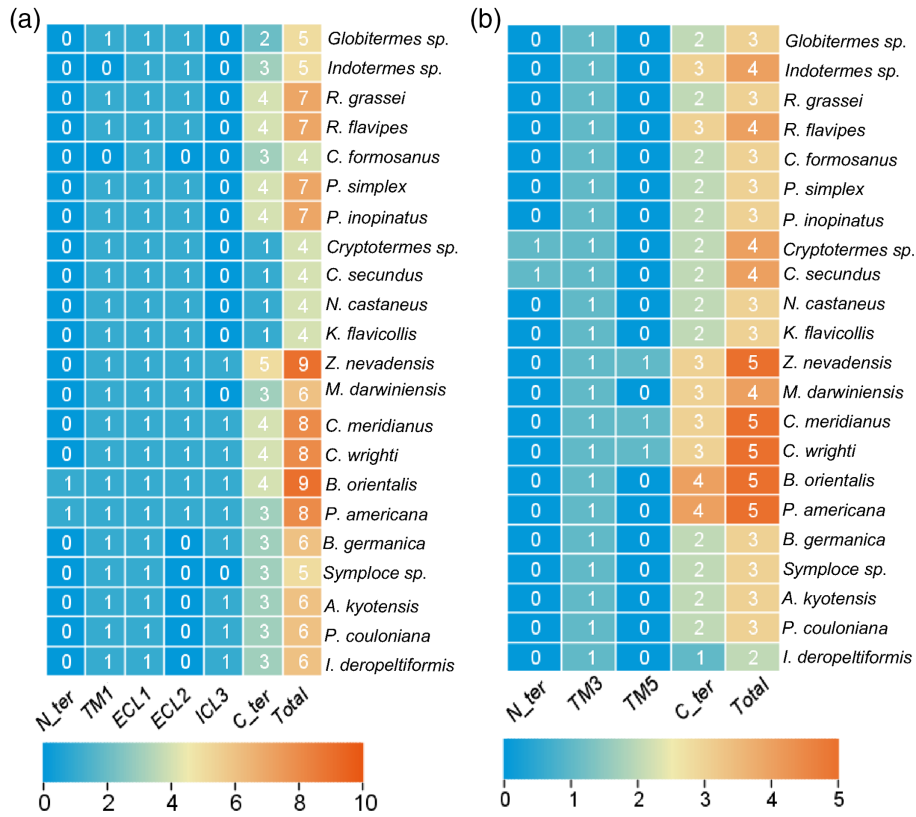 (a)
0 1 1 1 0 2 5 Globitermes sp.
0 0 1 1 0 3 5 Indotermes sp.
0 1 1 1 0 4 7 R. grassei
0 1 1 1 0 4 7 R. flavipes
0 0 1 0 0 3 4 C. formosanus
0 1 1 1 0 4 7 P. simplex
0 1 1 1 0 4 7 P. inopinatus
0 1 1 1 0 1 4 Cryptotermes sp.
0 1 1 1 0 1 4 C. secundus
0 1 1 1 0 1 4 N. castaneus
0 1 1 1 0 1 4 K. flavicollis
0 1 1 1 1 5 9 Z. nevadensis
0 1 1 1 0 3 6 M. darwiniensis
0 1 1 1 1 4 8 C. meridianus
0 1 1 1 1 4 8 C. wrighti
1 1 1 1 1 4 9 B. orientalis
1 1 1 1 1 3 8 P. americana
0 1 1 0 1 3 6 B. germanica
0 1 1 0 0 3 5 Symploce sp.
0 1 1 0 1 3 6 A. kyotensis
0 1 1 0 1 3 6 P. couloniana
0 1 1 0 1 3 6 I. deropeltiformis
N_ter TM1 ECL1 ECL2 ICL3 C_ter Total
0 2 4 6 8 10
(b)
0 1 0 2 3 Globitermes sp.
0 1 0 3 4 Indotermes sp.
0 1 0 2 3 R. grassei
0 1 0 3 4 R. flavipes
0 1 0 2 3 C. formosanus
0 1 0 2 3 P. simplex
0 1 0 2 3 P. inopinatus
1 1 0 2 4 Cryptotermes sp.
1 1 0 2 4 C. secundus
0 1 0 2 3 N. castaneus
0 1 0 2 3 K. flavicollis
0 1 1 3 5 Z. nevadensis
0 1 0 3 4 M. darwiniensis
0 1 1 3 5 C. meridianus
0 1 1 3 5 C. wrighti
0 1 0 4 5 B. orientalis
0 1 0 4 5 P. americana
0 1 0 2 3 B. germanica
0 1 0 2 3 Symploce sp.
0 1 0 2 3 A. kyotensis
0 1 0 2 3 P. couloniana
0 1 0 1 2 I. deropeltiformis
N_ter TM3 TM5 C_ter Total
0 1 2 3 4 5